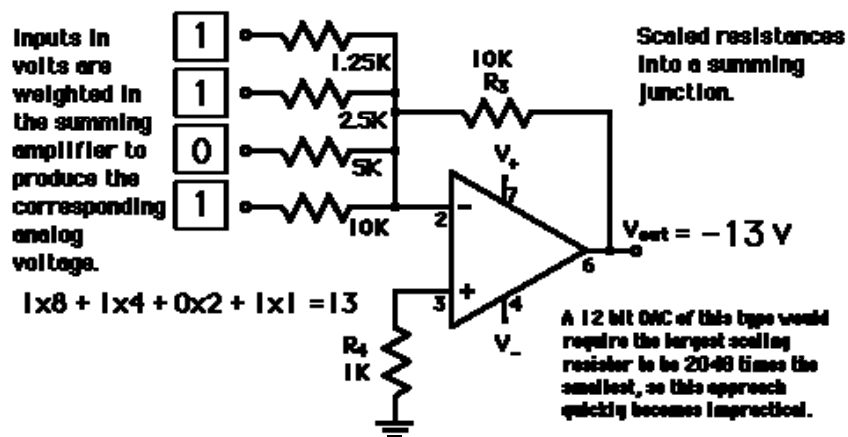 Inputs in
volts are
weighted in
the summing
amplifier to
produce the
corresponding
analog
voltage.
1
1
0
1
1.25K
2.5K
5K
10K
10K
R3
Scaled resistances
into a summing
junction.
V+
7
2
-
3
+
4
6
V-
Vout = -13 V
1x8 + 1x4 + 0x2 + 1x1 = 13
R4
1K
A 12 bit DAC of this type would
require the largest scaling
resistor to be 2048 times the
smallest, so this approach
quickly becomes impractical.